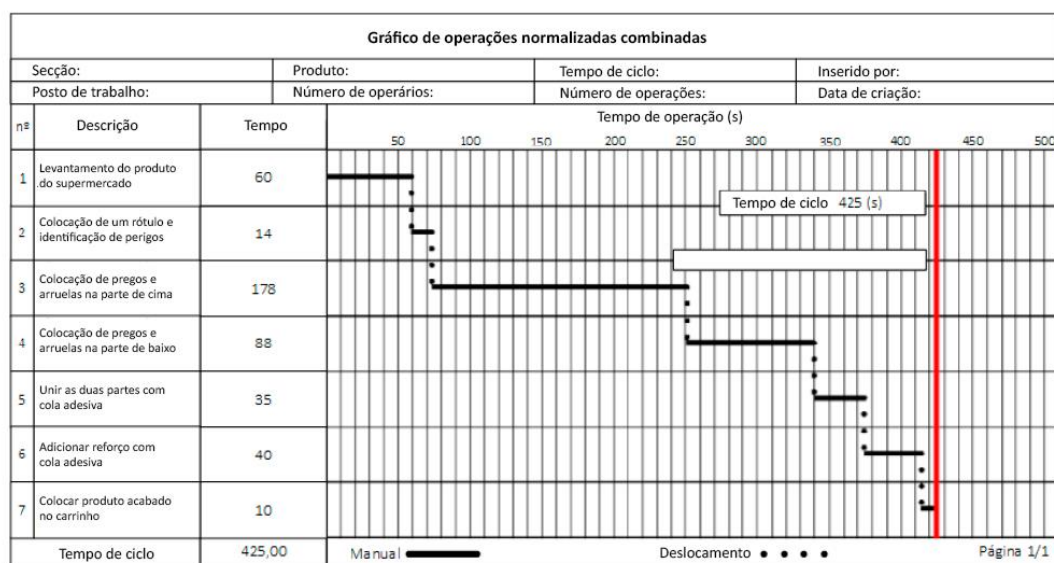 Gráfico de operações normalizadas combinadas
Secção: Produto: Tempo de ciclo: Inserido por:
Posto de trabalho: Número de operários: Número de operações: Data de criação:
nº Descrição Tempo Tempo de operação (s)
50 100 150 200 250 300 350 400 450 500
1 Levantamento do produto .do supermercado 60
Tempo de ciclo 425 (s)
2 Colocação de um rótulo e identificação de perigos 14
3 Colocação de pregos e arruelas na parte de cima 178
4 Colocação de pregos e arruelas na parte de baixo 88
5 Unir as duas partes com cola adesiva 35
6 Adicionar reforço com cola adesiva 40
7 Colocar produto acabado no carrinho 10
Tempo de ciclo 425,00 Manual Deslocamento Página 1/1